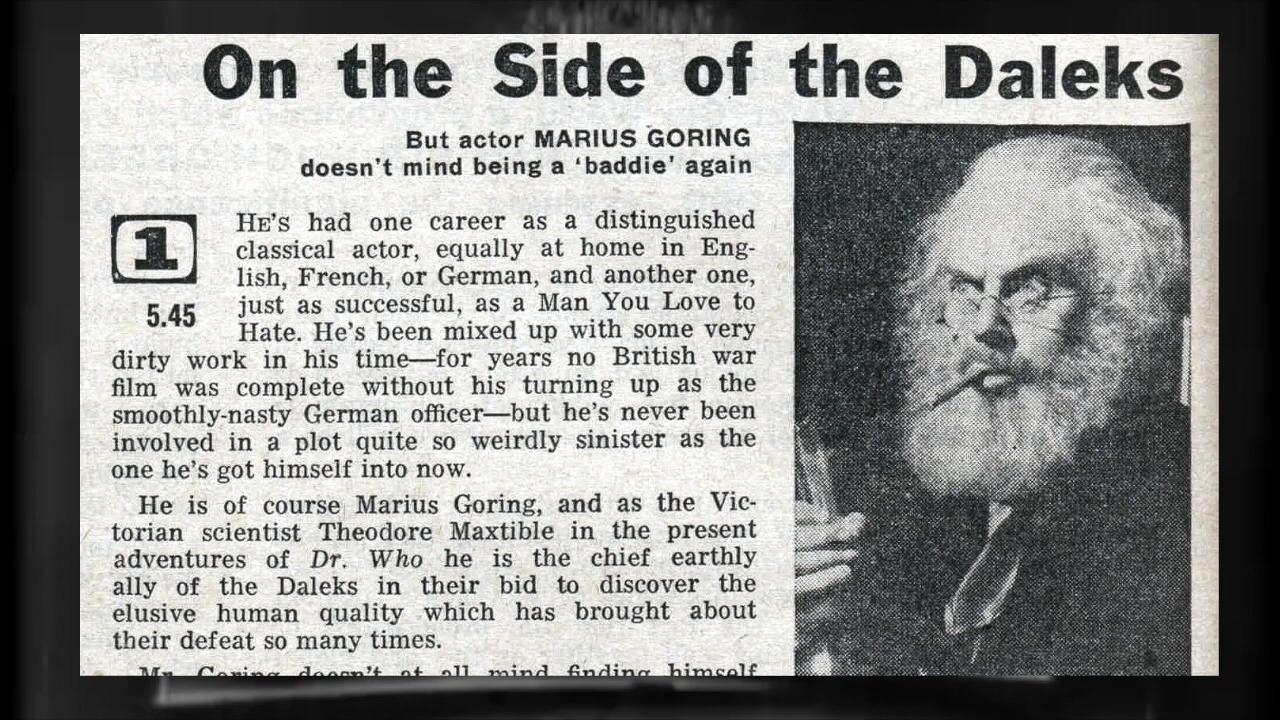 On the Side of the Daleks
But actor MARIUS GORING
doesn't mind being a 'baddie' again
1
5.45
HE'S had one career as a distinguished
classical actor, equally at home in Eng-
lish, French, or German, and another one,
just as successful, as a Man You Love to
Hate. He's been mixed up with some very
dirty work in his time—for years no British war
film was complete without his turning up as the
smoothly-nasty German officer—but he's never been
involved in a plot quite so weirdly sinister as the
one he's got himself into now.
He is of course Marius Goring, and as the Vic-
torian scientist Theodore Maxtible in the present
adventures of Dr. Who he is the chief earthly
ally of the Daleks in their bid to discover the
elusive human quality which has brought about
their defeat so many times.
Mr. Goring doesn't at all mind finding himself